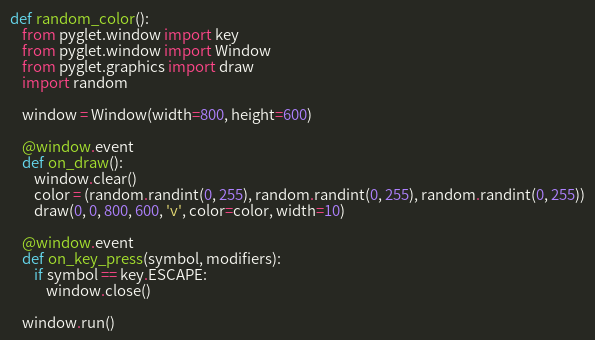 def random_color():
    from pyglet.window import key
    from pyglet.window import Window
    from pyglet.graphics import draw
    import random

    window = Window(width=800, height=600)

    @window.event
    def on_draw():
        window.clear()
        color = (random.randint(0, 255), random.randint(0, 255), random.randint(0, 255))
        draw(0, 0, 800, 600, 'v', color=color, width=10)

    @window.event
    def on_key_press(symbol, modifiers):
        if symbol == key.ESCAPE:
            window.close()

    window.run()